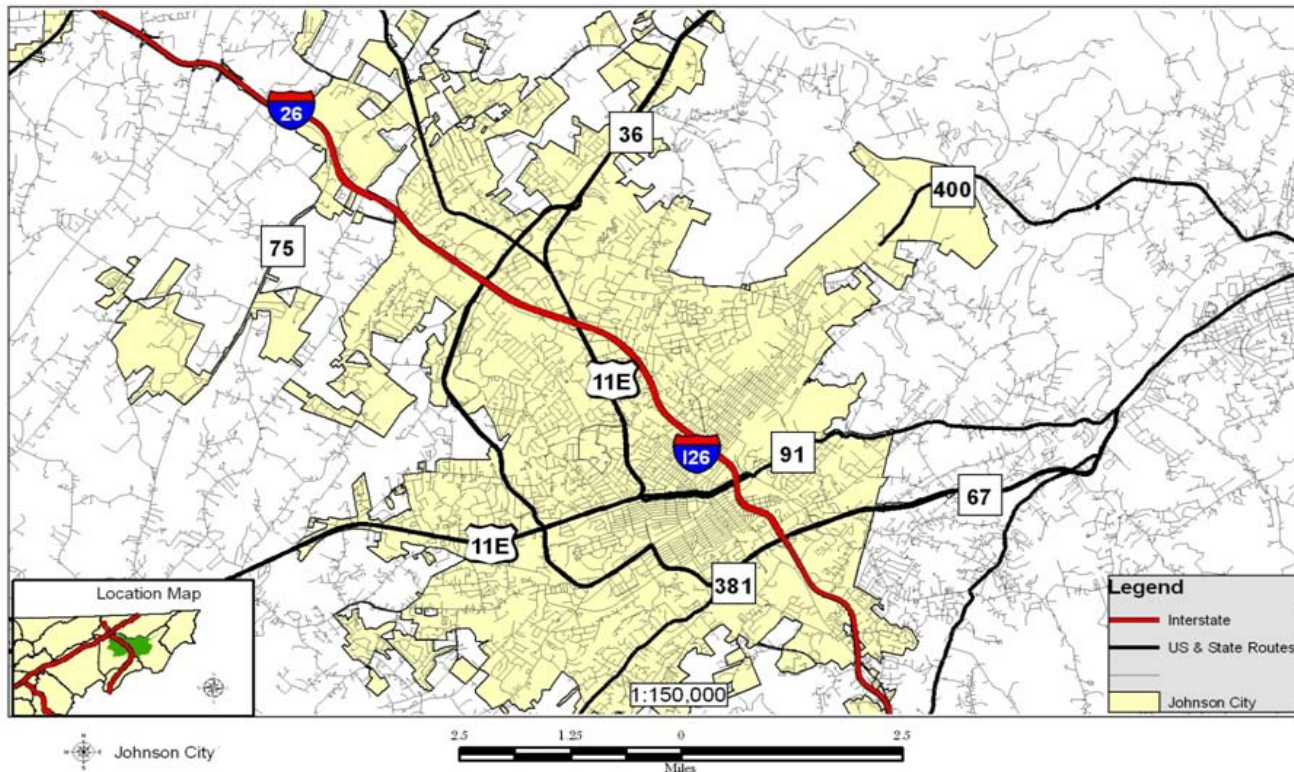 26
36
400
75
11E
I26
91
67
11E
381
Location Map
1:150,000
Legend
Interstate
US & State Routes
Johnson City
N
W
E
S
Johnson City
2.5
1.25
0
2.5
Miles